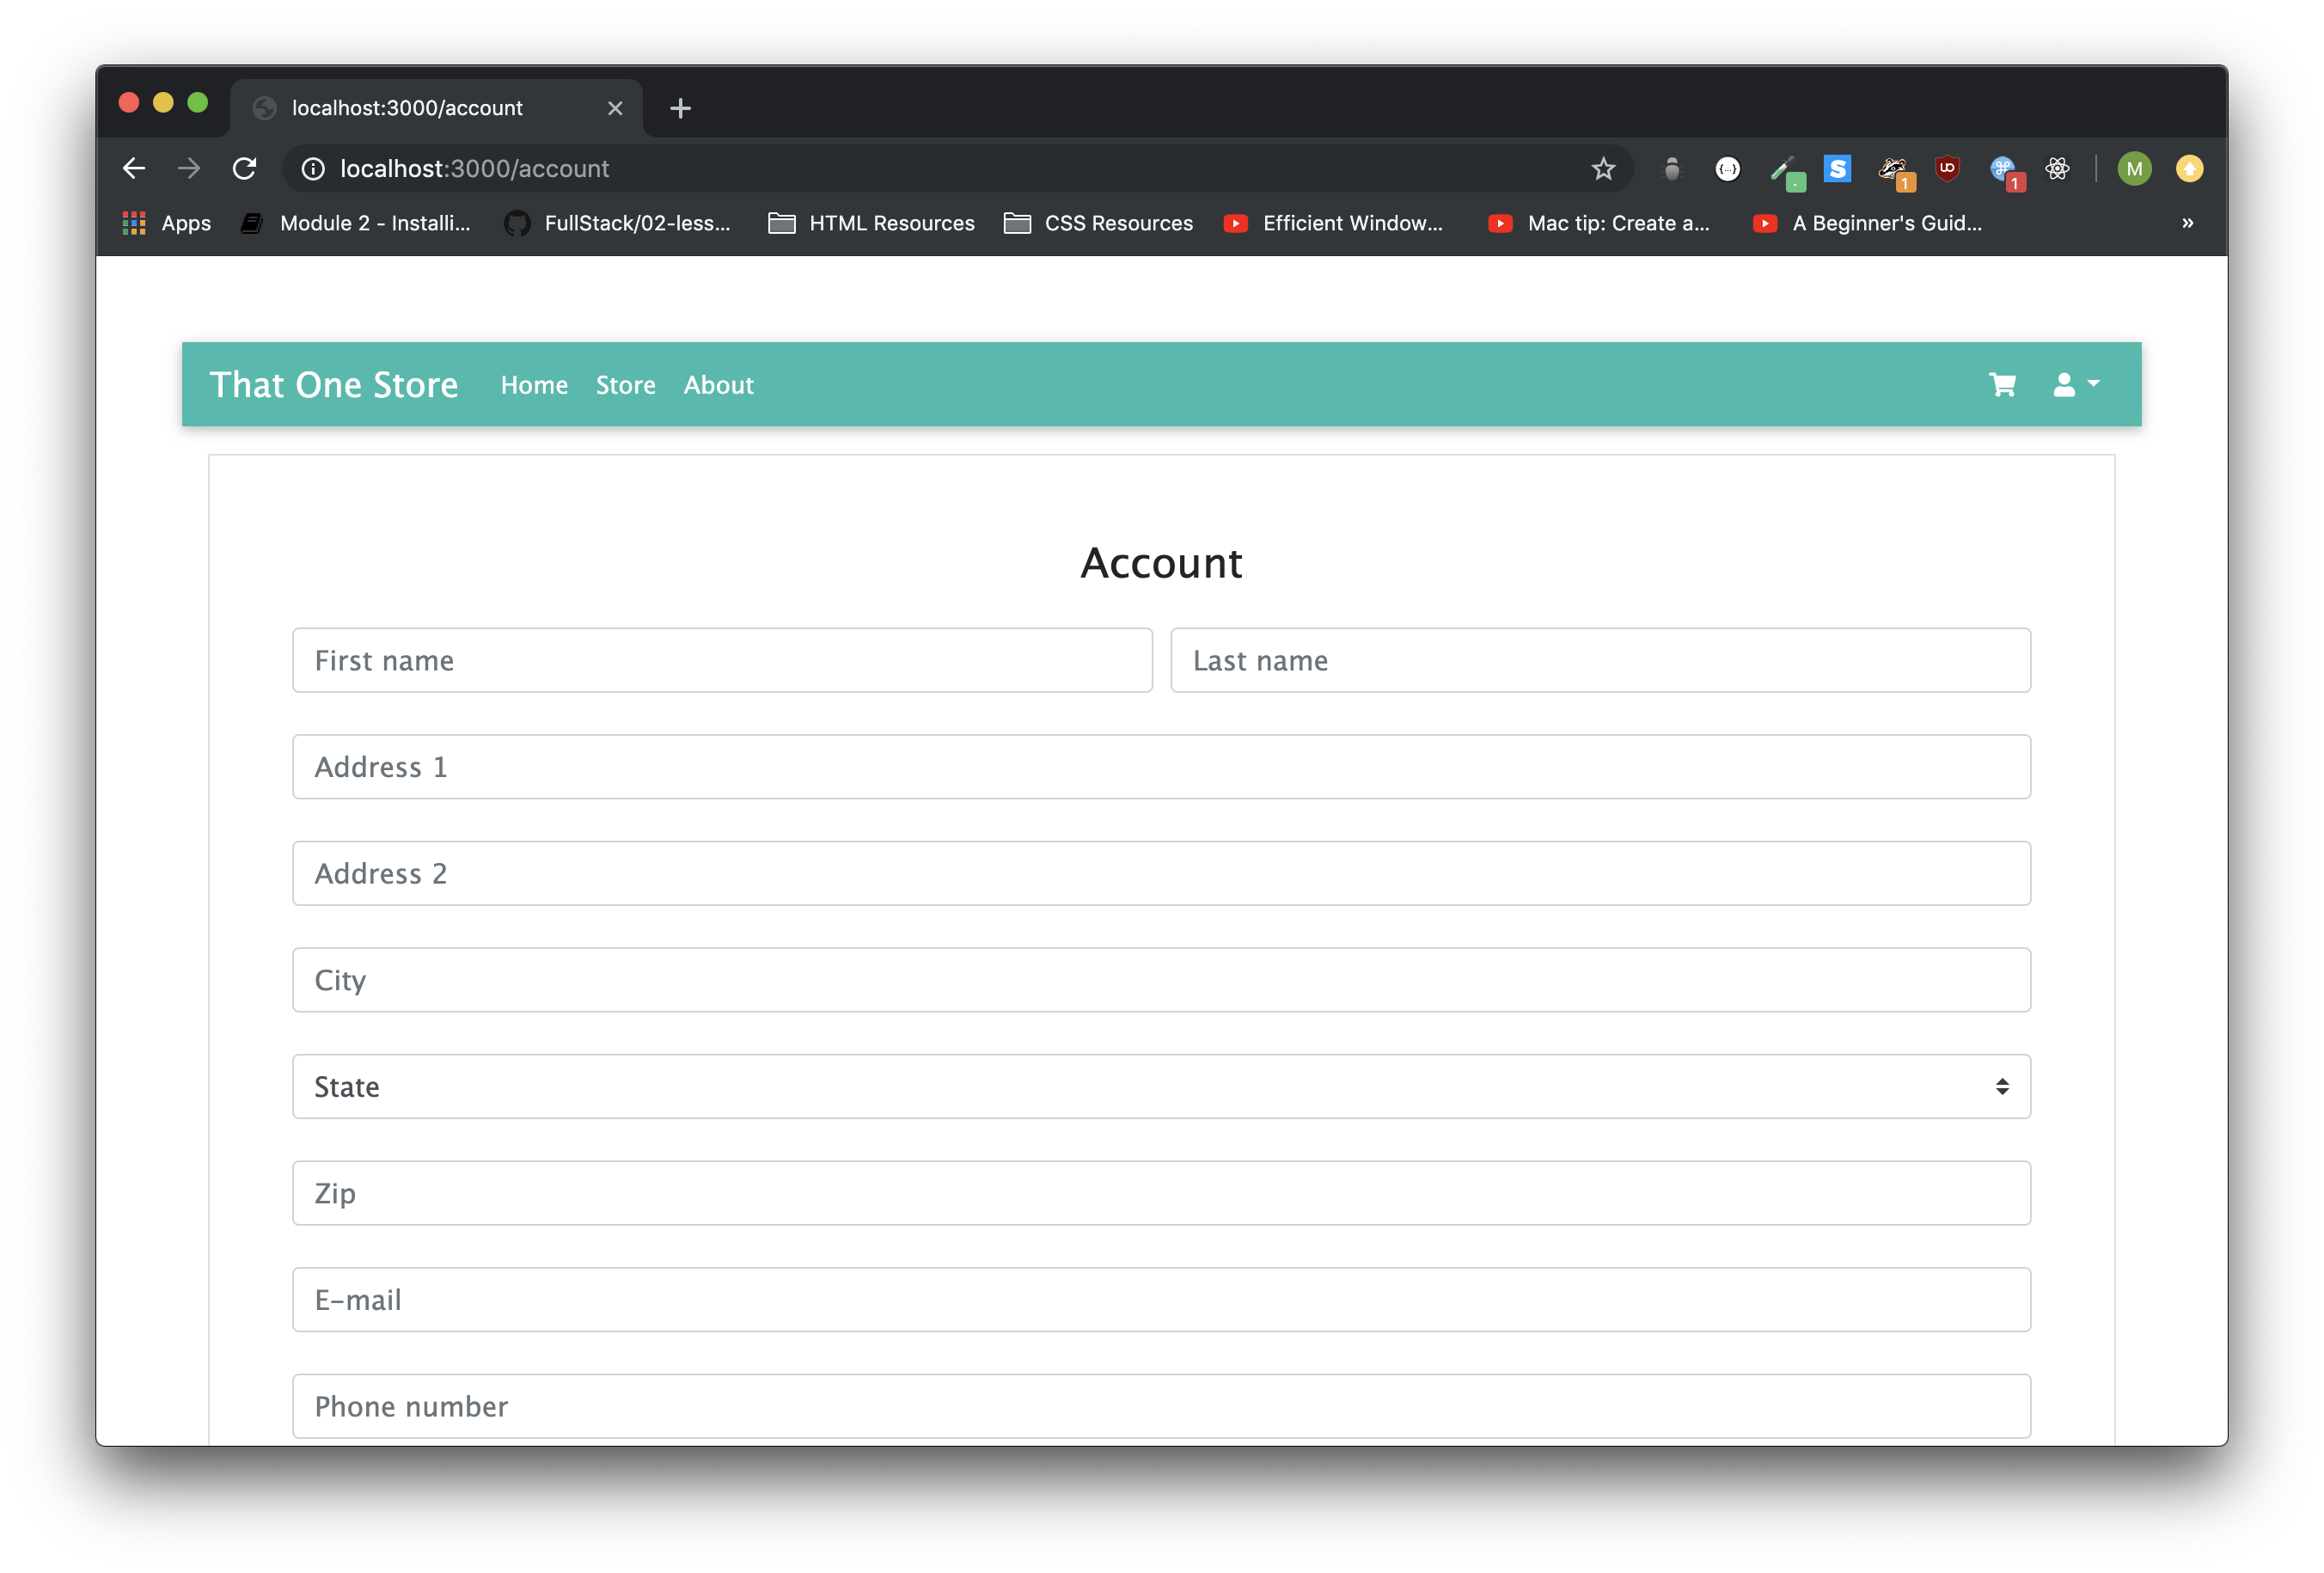 localhost:3000/account
localhost:3000/account
M
1
1
Apps
Module 2 - Installi...
FullStack/02-less...
HTML Resources
CSS Resources
Efficient Window...
Mac tip: Create a...
A Beginner's Guid...
»
That One Store
Home
Store
About
Account
First name
Last name
Address 1
Address 2
City
State
Zip
E-mail
Phone number